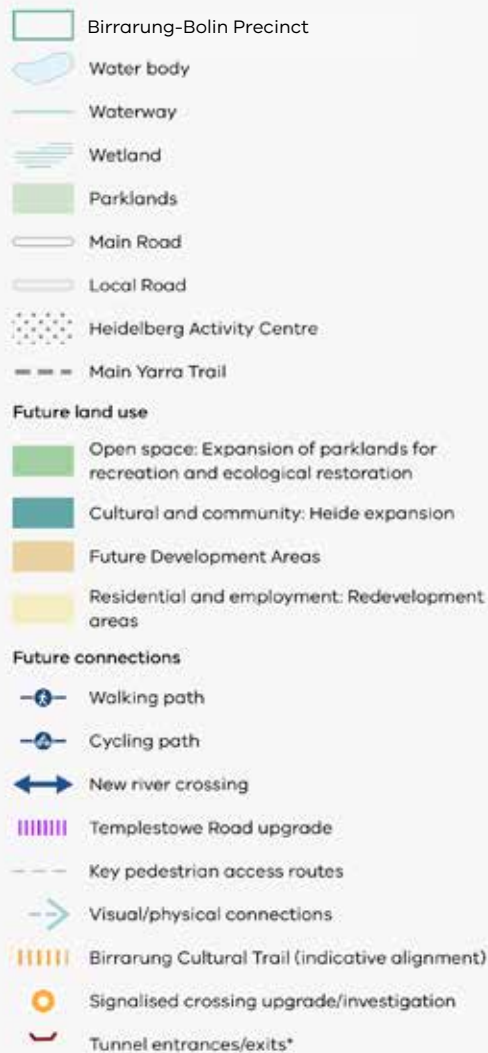 Birrarung-Bolin Precinct
Water body
Waterway
Wetland
Parklands
Main Road
Local Road
Heidelberg Activity Centre
Main Yarra Trail
Future land use
Open space: Expansion of parklands for
recreation and ecological restoration
Cultural and community: Heide expansion
Future Development Areas
Residential and employment: Redevelopment
areas
Future connections
Walking path
Cycling path
New river crossing
Templestowe Road upgrade
Key pedestrian access routes
Visual/physical connections
Birrarung Cultural Trail (indicative alignment)
Signalised crossing upgrade/investigation
Tunnel entrances/exits*